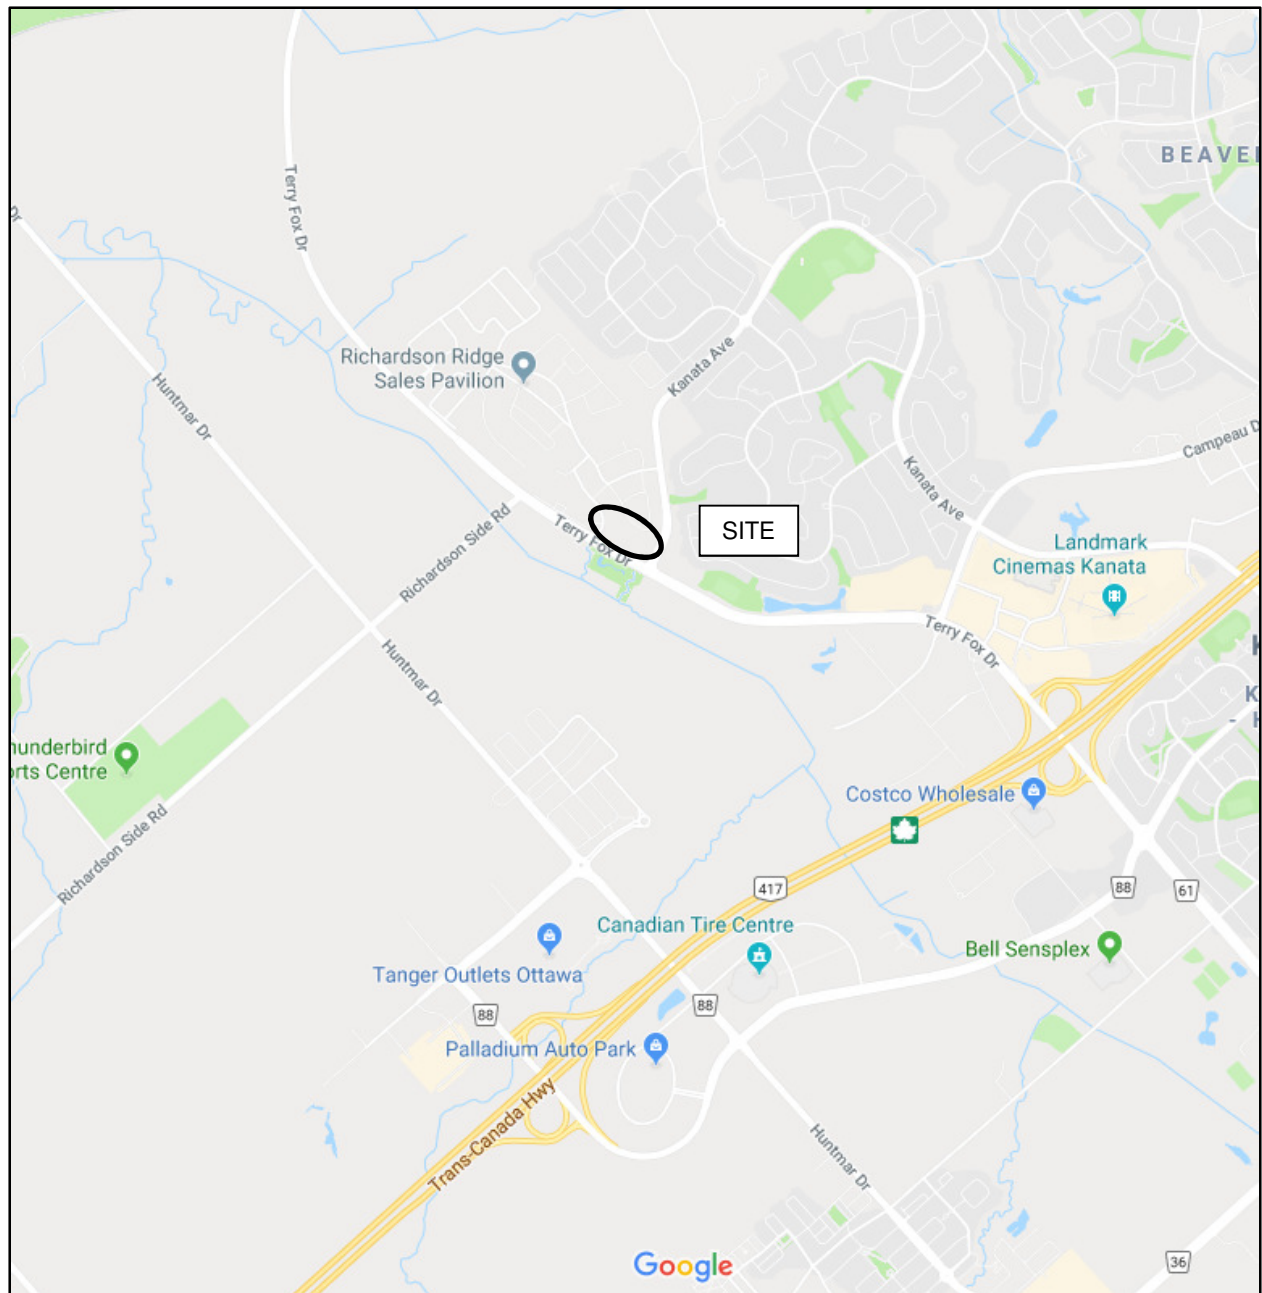 BEAVE
Terry Fox Dr
Dr
Richardson Ridge
Sales Pavilion
Kanata Ave
Huntmar Dr
Campeau D
Kanata Ave
Richardson Side Rd
Terry Fox Dr
SITE
Landmark
Cinemas Kanata
Terry Fox Dr
Huntmar Dr
K
K
- H
hunderbird
orts Centre
Costco Wholesale
Richardson Side Rd
417
88
61
Canadian Tire Centre
Bell Sensplex
Tanger Outlets Ottawa
88
88
Palladium Auto Park
Trans-Canada Hwy
Huntmar Dr
Google
36